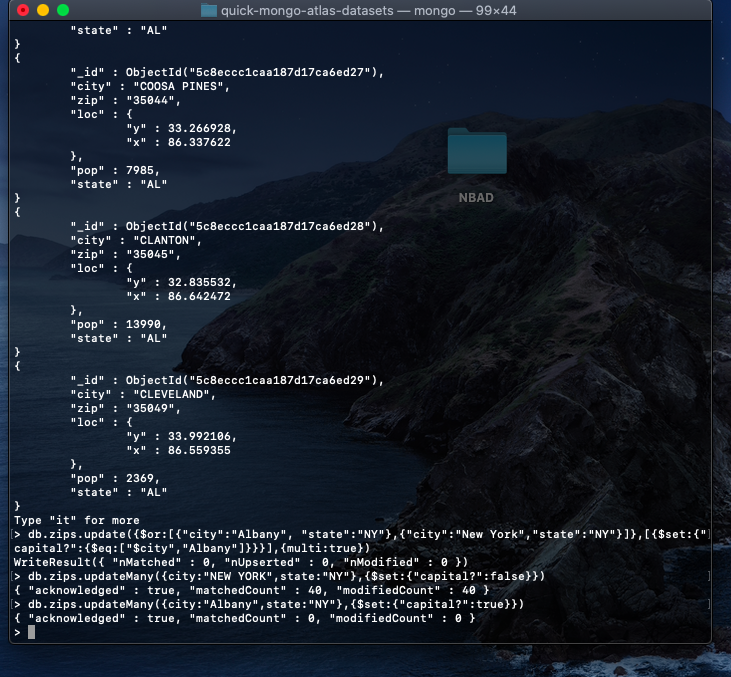 quick-mongo-atlas-datasets — mongo — 99×44
"state" : "AL"
}
{
"_id" : ObjectId("5c8eccc1caa187d17ca6ed27"),
"city" : "COOSA PINES",
"zip" : "35044",
"loc" : {
"y" : 33.266928,
"x" : 86.337622
},
"pop" : 7985,
"state" : "AL"
}
{
"_id" : ObjectId("5c8eccc1caa187d17ca6ed28"),
"city" : "CLANTON",
"zip" : "35045",
"loc" : {
"y" : 32.835532,
"x" : 86.642472
},
"pop" : 13990,
"state" : "AL"
}
{
"_id" : ObjectId("5c8eccc1caa187d17ca6ed29"),
"city" : "CLEVELAND",
"zip" : "35049",
"loc" : {
"y" : 33.992106,
"x" : 86.559355
},
"pop" : 2369,
"state" : "AL"
}
Type "it" for more
[> db.zips.update({$or:[{"city":"Albany", "state":"NY"},{"city":"New York","state":"NY"}]},[{$set:{"]
capital?":{$eq:["$city","Albany"]}}}],{multi:true})
WriteResult({ "nMatched" : 0, "nUpserted" : 0, "nModified" : 0 })
[> db.zips.updateMany({city:"NEW YORK",state:"NY"},{$set:{"capital?":false}}) ]
{ "acknowledged" : true, "matchedCount" : 40, "modifiedCount" : 40 }
[> db.zips.updateMany({city:"Albany",state:"NY"},{$set:{"capital?":true}}) ]
{ "acknowledged" : true, "matchedCount" : 0, "modifiedCount" : 0 }
>
NBAD